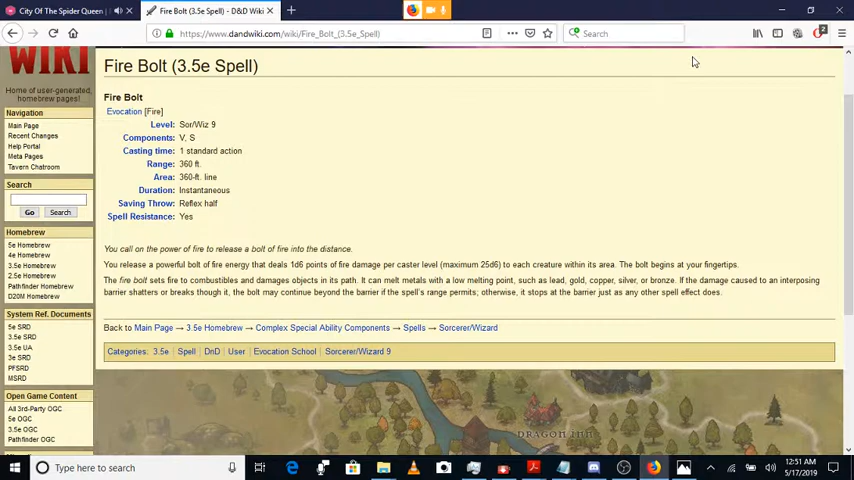 City Of The Spider Queen |
Fire Bolt (3.5e Spell) - D&D Wiki
https://www.dandwiki.com/wiki/Fire_Bolt_(3.5e_Spell)
Search
WIKI
Home of user-generated,
homebrew pages!
Navigation
Main Page
Recent Changes
Help Portal
Meta Pages
Tavern Chatroom
Search
Go Search
Homebrew
5e Homebrew
4e Homebrew
3.5e Homebrew
2.5e Homebrew
Pathfinder Homebrew
D20M Homebrew
System Ref. Documents
5e SRD
3.5e SRD
3.5e UA
3e SRD
PFSRD
MSRD
Open Game Content
All 3rd-Party OGC
5e OGC
3.5e OGC
Pathfinder OGC
Fire Bolt (3.5e Spell)
Fire Bolt
Evocation [Fire]
Level: Sor/Wiz 9
Components: V, S
Casting time: 1 standard action
Range: 360 ft.
Area: 360-ft. line
Duration: Instantaneous
Saving Throw: Reflex half
Spell Resistance: Yes
You call on the power of fire to release a bolt of fire into the distance.
You release a powerful bolt of fire energy that deals 1d6 points of fire damage per caster level (maximum 25d6) to each creature within its area. The bolt begins at your fingertips.
The fire bolt sets fire to combustibles and damages objects in its path. It can melt metals with a low melting point, such as lead, gold, copper, silver, or bronze. If the damage caused to an interposing
barrier shatters or breaks though it, the bolt may continue beyond the barrier if the spell's range permits; otherwise, it stops at the barrier just as any other spell effect does.
Back to Main Page → 3.5e Homebrew → Complex Special Ability Components → Spells → Sorcerer/Wizard
Categories: 3.5e | Spell | DnD | User | Evocation School | Sorcerer/Wizard 9
DRAGON INN
Type here to search
2
12:51 AM
5/17/2019